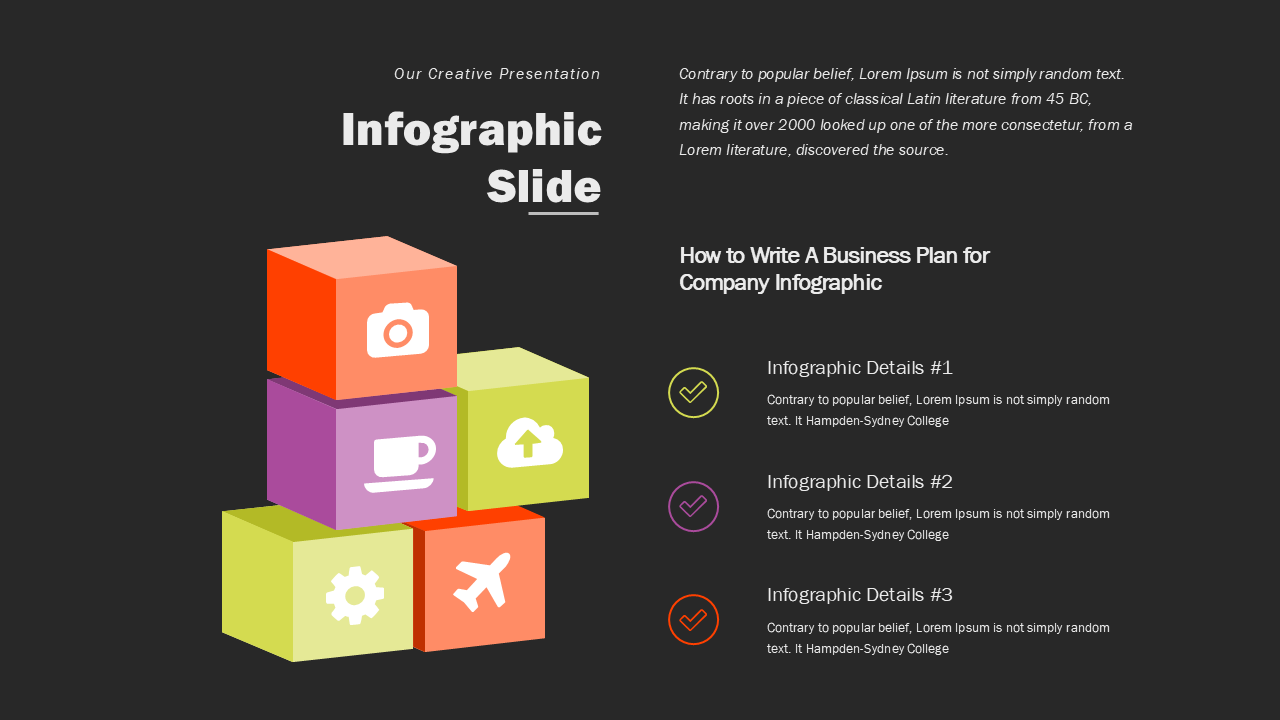 Our Creative Presentation
Infographic
Slide
Contrary to popular belief, Lorem Ipsum is not simply random text.
It has roots in a piece of classical Latin literature from 45 BC,
making it over 2000 looked up one of the more consectetur, from a
Lorem literature, discovered the source.
How to Write A Business Plan for
Company Infographic
Infographic Details #1
Contrary to popular belief, Lorem Ipsum is not simply random
text. It Hampden-Sydney College
Infographic Details #2
Contrary to popular belief, Lorem Ipsum is not simply random
text. It Hampden-Sydney College
Infographic Details #3
Contrary to popular belief, Lorem Ipsum is not simply random
text. It Hampden-Sydney College